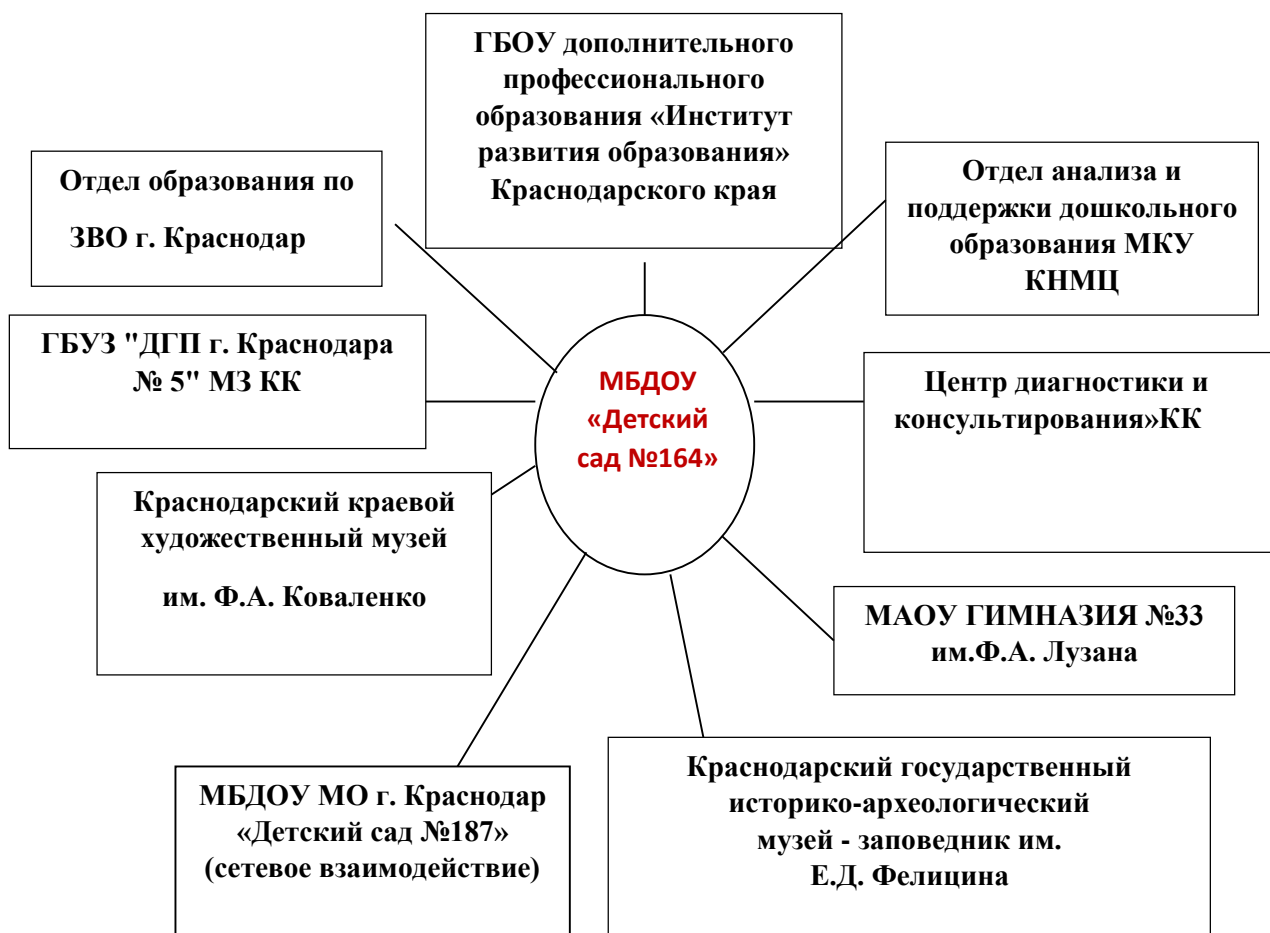 ГБОУ дополнительного
профессионального
образования «Институт
развития образования»
Краснодарского края
Отдел образования по
ЗВО г. Краснодар
Отдел анализа и
поддержки дошкольного
образования МКУ
КНМЦ
ГБУЗ "ДГП г. Краснодара
№ 5" МЗ КК
МБДОУ
«Детский
сад №164»
Центр диагностики и
консультирования»КК
Краснодарский краевой
художественный музей
им. Ф.А. Коваленко
МАОУ ГИМНАЗИЯ №33
им.Ф.А. Лузана
МБДОУ МО г. Краснодар
«Детский сад №187»
(сетевое взаимодействие)
Краснодарский государственный
историко-археологический
музей - заповедник им.
Е.Д. Фелицина